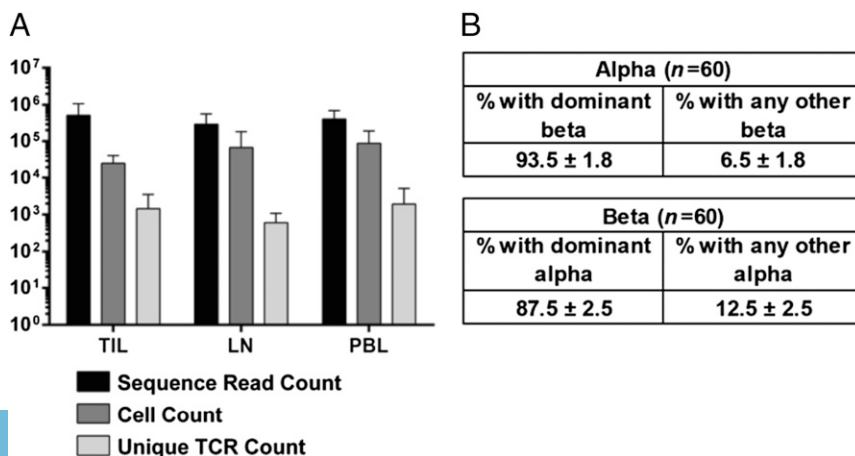 A
10⁷
10⁶
10⁵
10⁴
10³
10²
10¹
10⁰
TIL LN PBL
Sequence Read Count
Cell Count
Unique TCR Count
B
Alpha (n=60)
% with dominant beta % with any other beta
93.5 ± 1.8 6.5 ± 1.8
Beta (n=60)
% with dominant alpha % with any other alpha
87.5 ± 2.5 12.5 ± 2.5